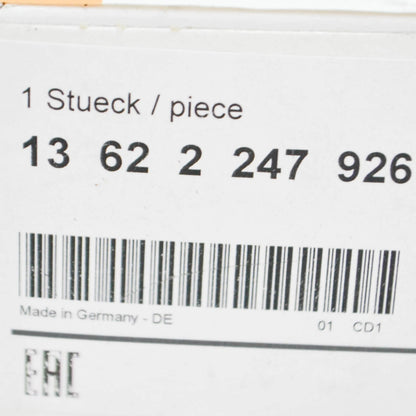 1 Stueck / piece
13 62 2 247 926
Made in Germany - DE 01 CD1
EAC